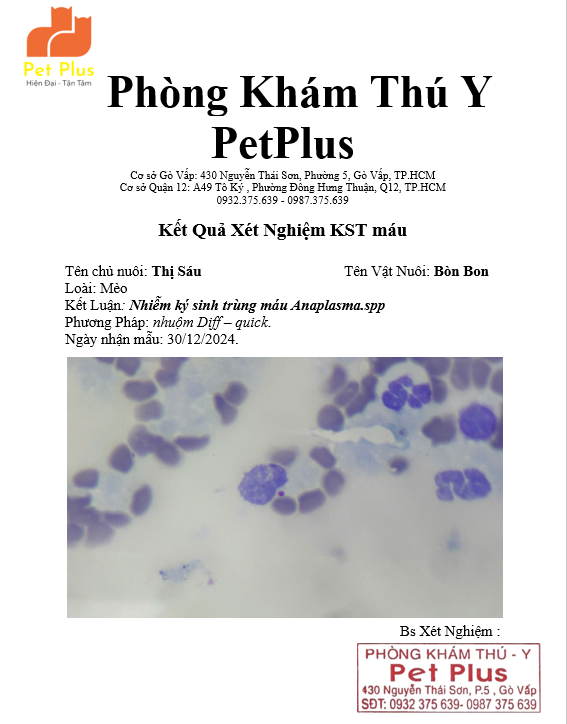 Pet Plus
Hiện Đại - Tận Tâm
Phòng Khám Thú Y
PetPlus
Cơ sở Gò Vấp: 430 Nguyễn Thái Sơn, Phường 5, Gò Vấp, TP.HCM
Cơ sở Quận 12: A49 Tô Ký , Phường Đông Hưng Thuận, Q12, TP.HCM
0932.375.639 - 0987.375.639
Kết Quả Xét Nghiệm KST máu
Tên chủ nuôi: Thị Sáu Tên Vật Nuôi: Bòn Bon
Loài: Mèo
Kết Luận: Nhiễm ký sinh trùng máu Anaplasma.spp
Phương Pháp: nhuộm Diff – quick.
Ngày nhận mẫu: 30/12/2024.
Bs Xét Nghiệm :
PHÒNG KHÁM THÚ - Y
Pet Plus
430 Nguyễn Thái Sơn, P.5 , Gò Vấp
SĐT: 0932 375 639- 0987 375 639